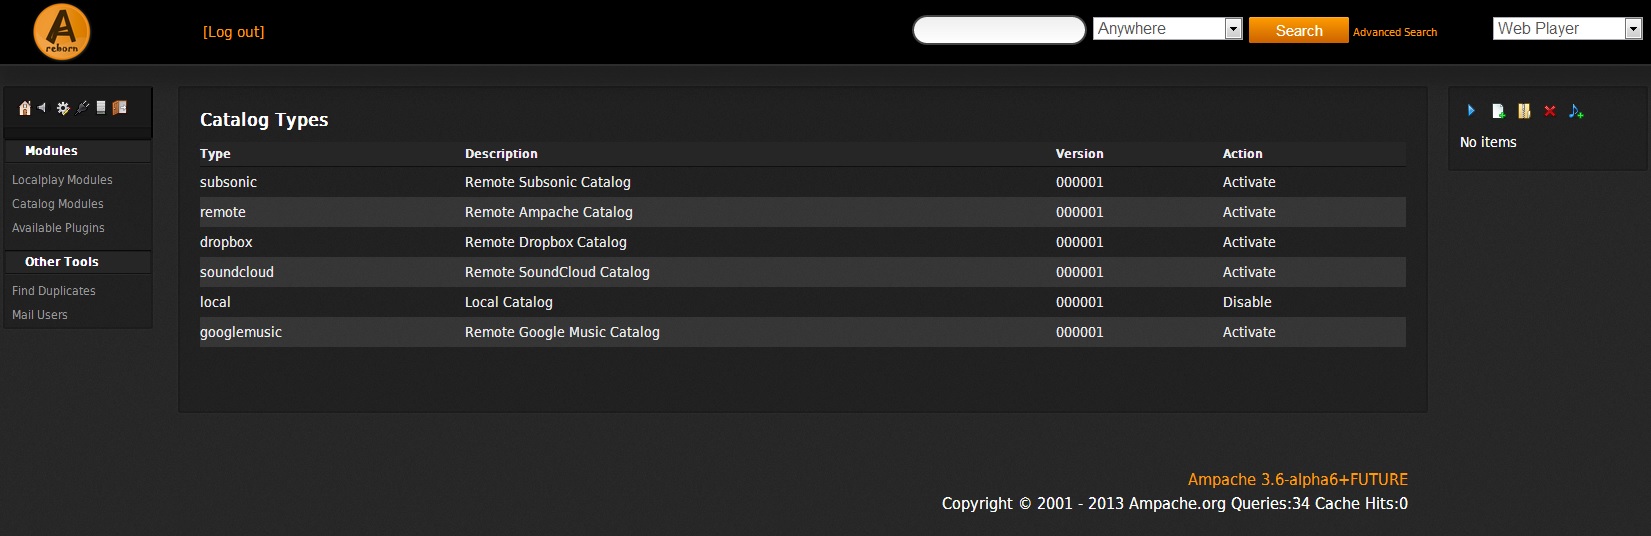 A reborn
[Log out]
Anywhere
Search
Advanced Search
Web Player
Modules
Localplay Modules
Catalog Modules
Available Plugins
Other Tools
Find Duplicates
Mail Users
Catalog Types
Type Description Version Action
subsonic Remote Subsonic Catalog 000001 Activate
remote Remote Ampache Catalog 000001 Activate
dropbox Remote Dropbox Catalog 000001 Activate
soundcloud Remote SoundCloud Catalog 000001 Activate
local Local Catalog 000001 Disable
googlemusic Remote Google Music Catalog 000001 Activate
No items
Ampache 3.6-alpha6+FUTURE
Copyright © 2001 - 2013 Ampache.org Queries:34 Cache Hits:0